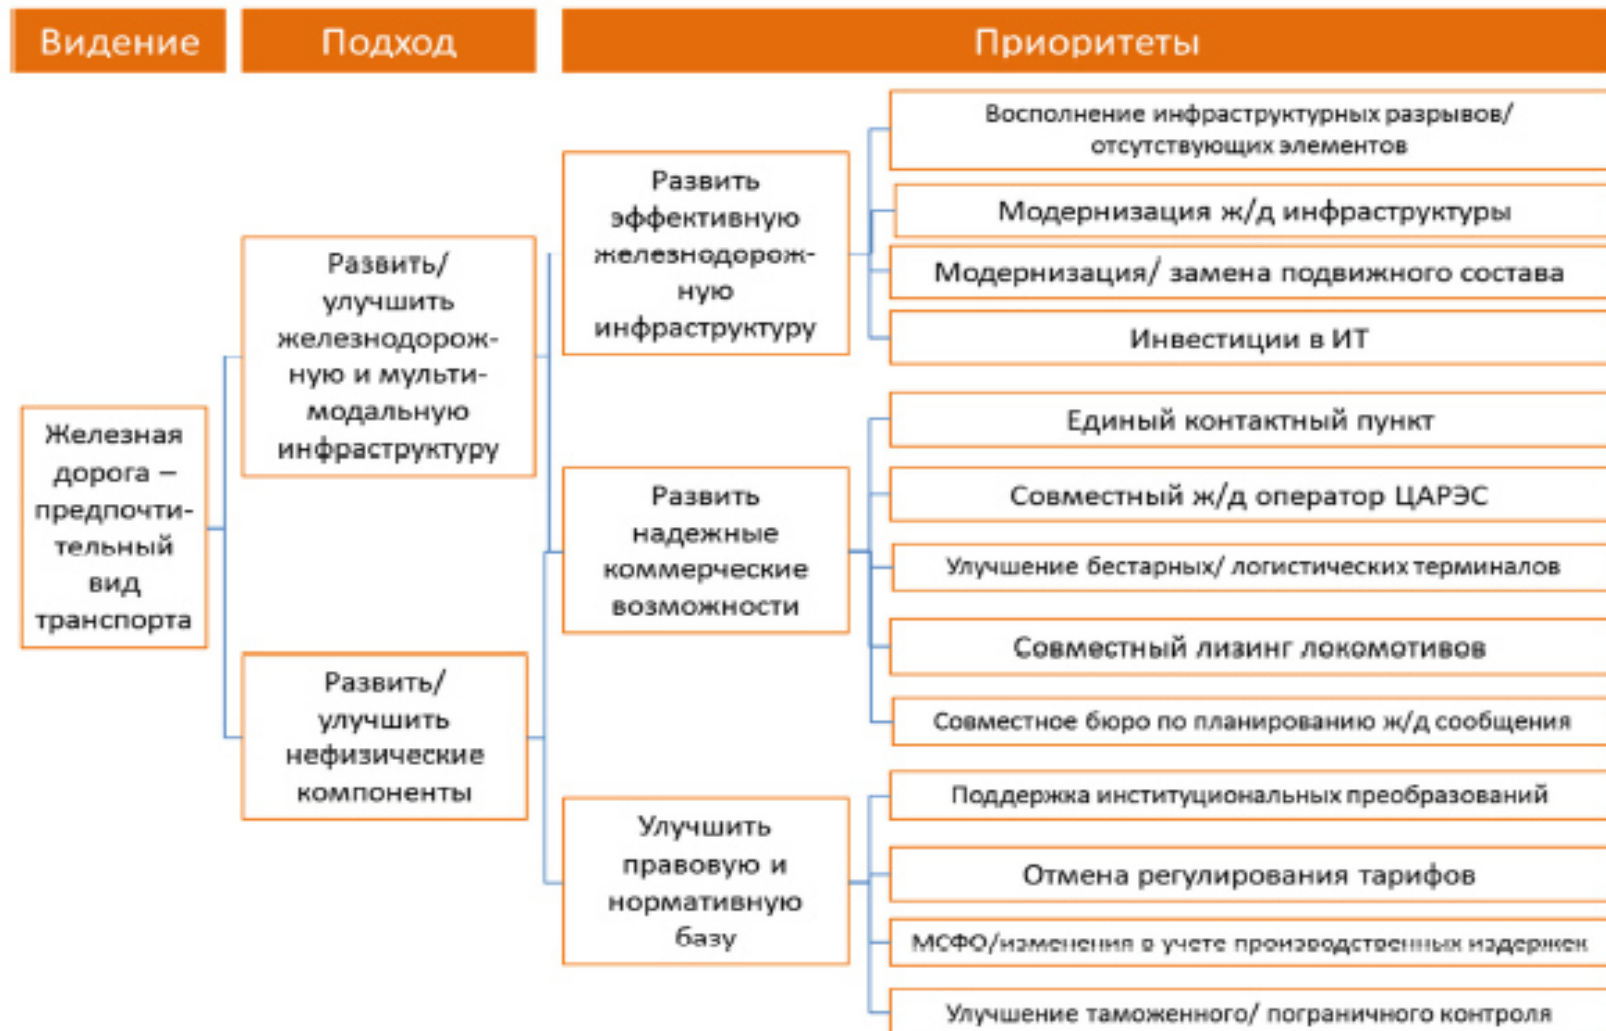 Видение
Подход
Приоритеты
Железная
дорога –
предпочти-
тельный
вид
транспорта
Развить/
улучшить
железнодорож-
ную и мульти-
модальную
инфраструктуру
Развить/
улучшить
нефизические
компоненты
Развить
эффективную
железнодорож-
ную
инфраструктуру
Восполнение инфраструктурных разрывов/
отсутствующих элементов
Модернизация ж/д инфраструктуры
Модернизация/ замена подвижного состава
Инвестиции в ИТ
Развить
надежные
коммерческие
возможности
Единый контактный пункт
Совместный ж/д оператор ЦАРЭС
Улучшение бестарных/ логистических терминалов
Совместный лизинг локомотивов
Совместное бюро по планированию ж/д сообщения
Улучшить
правовую и
нормативную
базу
Поддержка институциональных преобразований
Отмена регулирования тарифов
МСФО/изменения в учете производственных издержек
Улучшение таможенного/ пограничного контроля